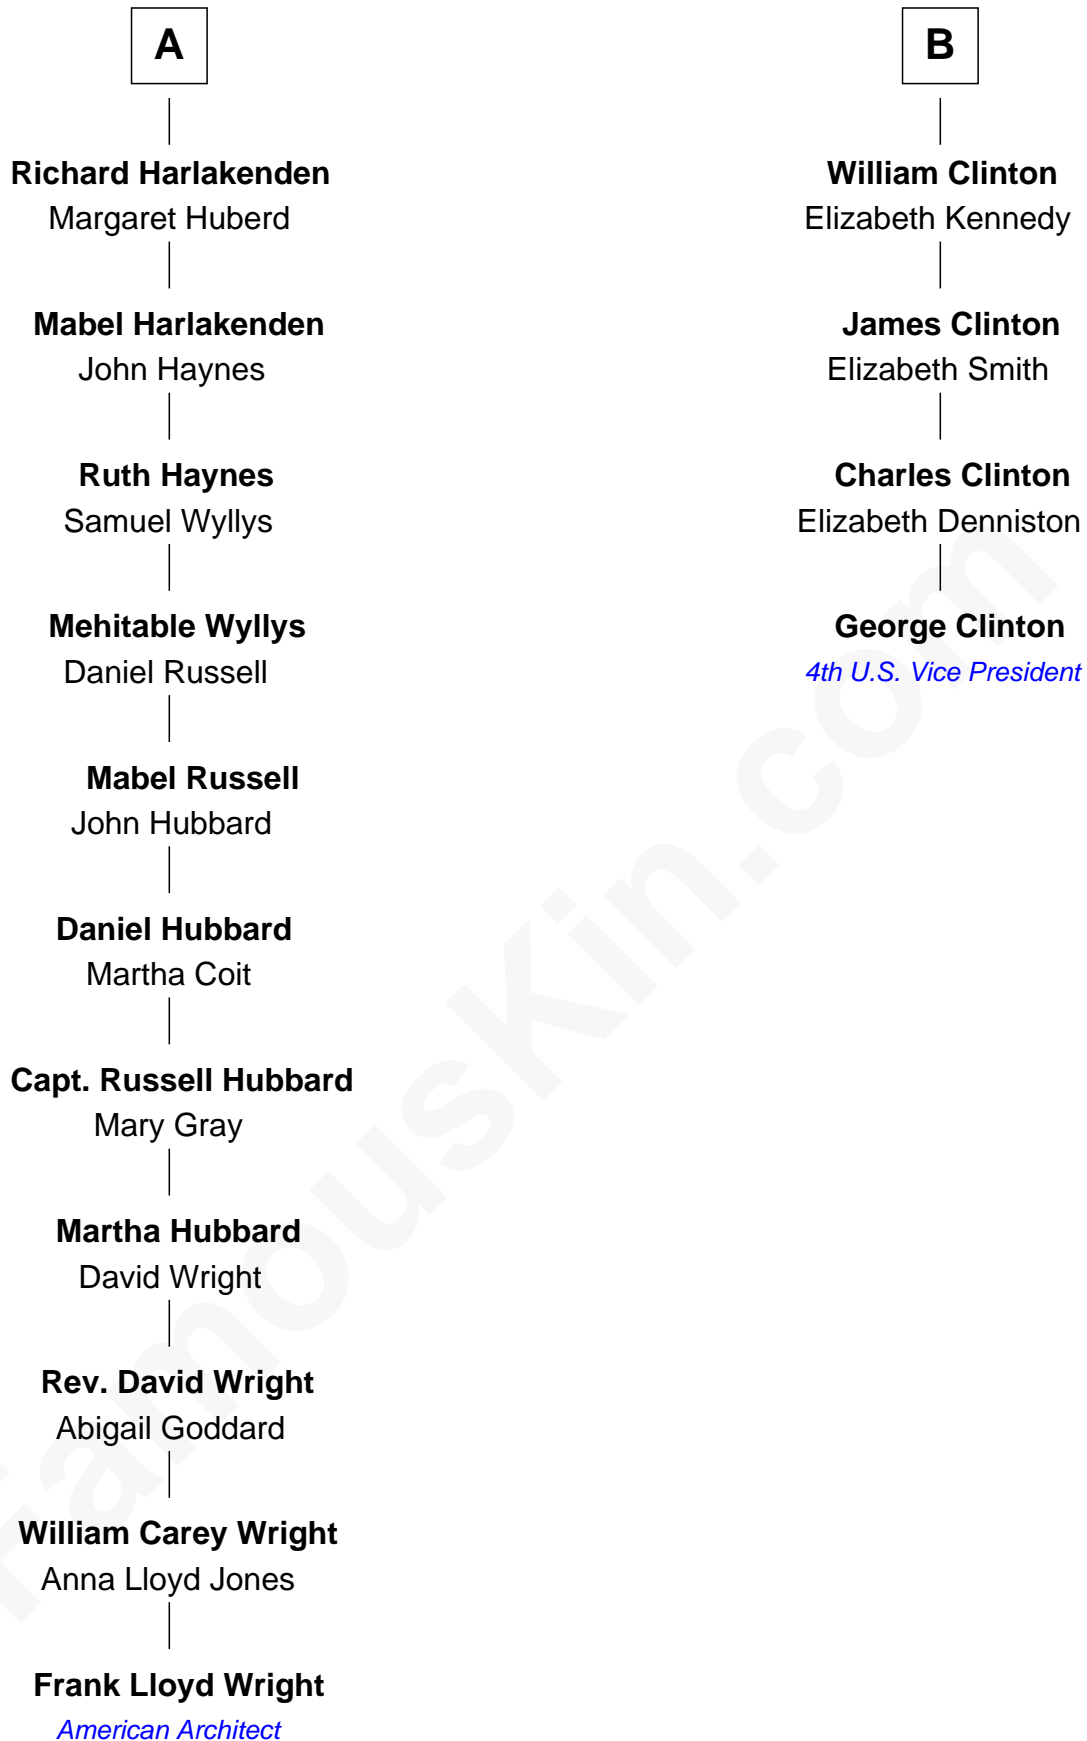 A
Richard Harlakenden
Margaret Huberd
Mabel Harlakenden
John Haynes
Ruth Haynes
Samuel Wyllys
Mehitable Wyllys
Daniel Russell
Mabel Russell
John Hubbard
Daniel Hubbard
Martha Coit
Capt. Russell Hubbard
Mary Gray
Martha Hubbard
David Wright
Rev. David Wright
Abigail Goddard
William Carey Wright
Anna Lloyd Jones
Frank Lloyd Wright
American Architect
B
William Clinton
Elizabeth Kennedy
James Clinton
Elizabeth Smith
Charles Clinton
Elizabeth Denniston
George Clinton
4th U.S. Vice President
FamousKin.com